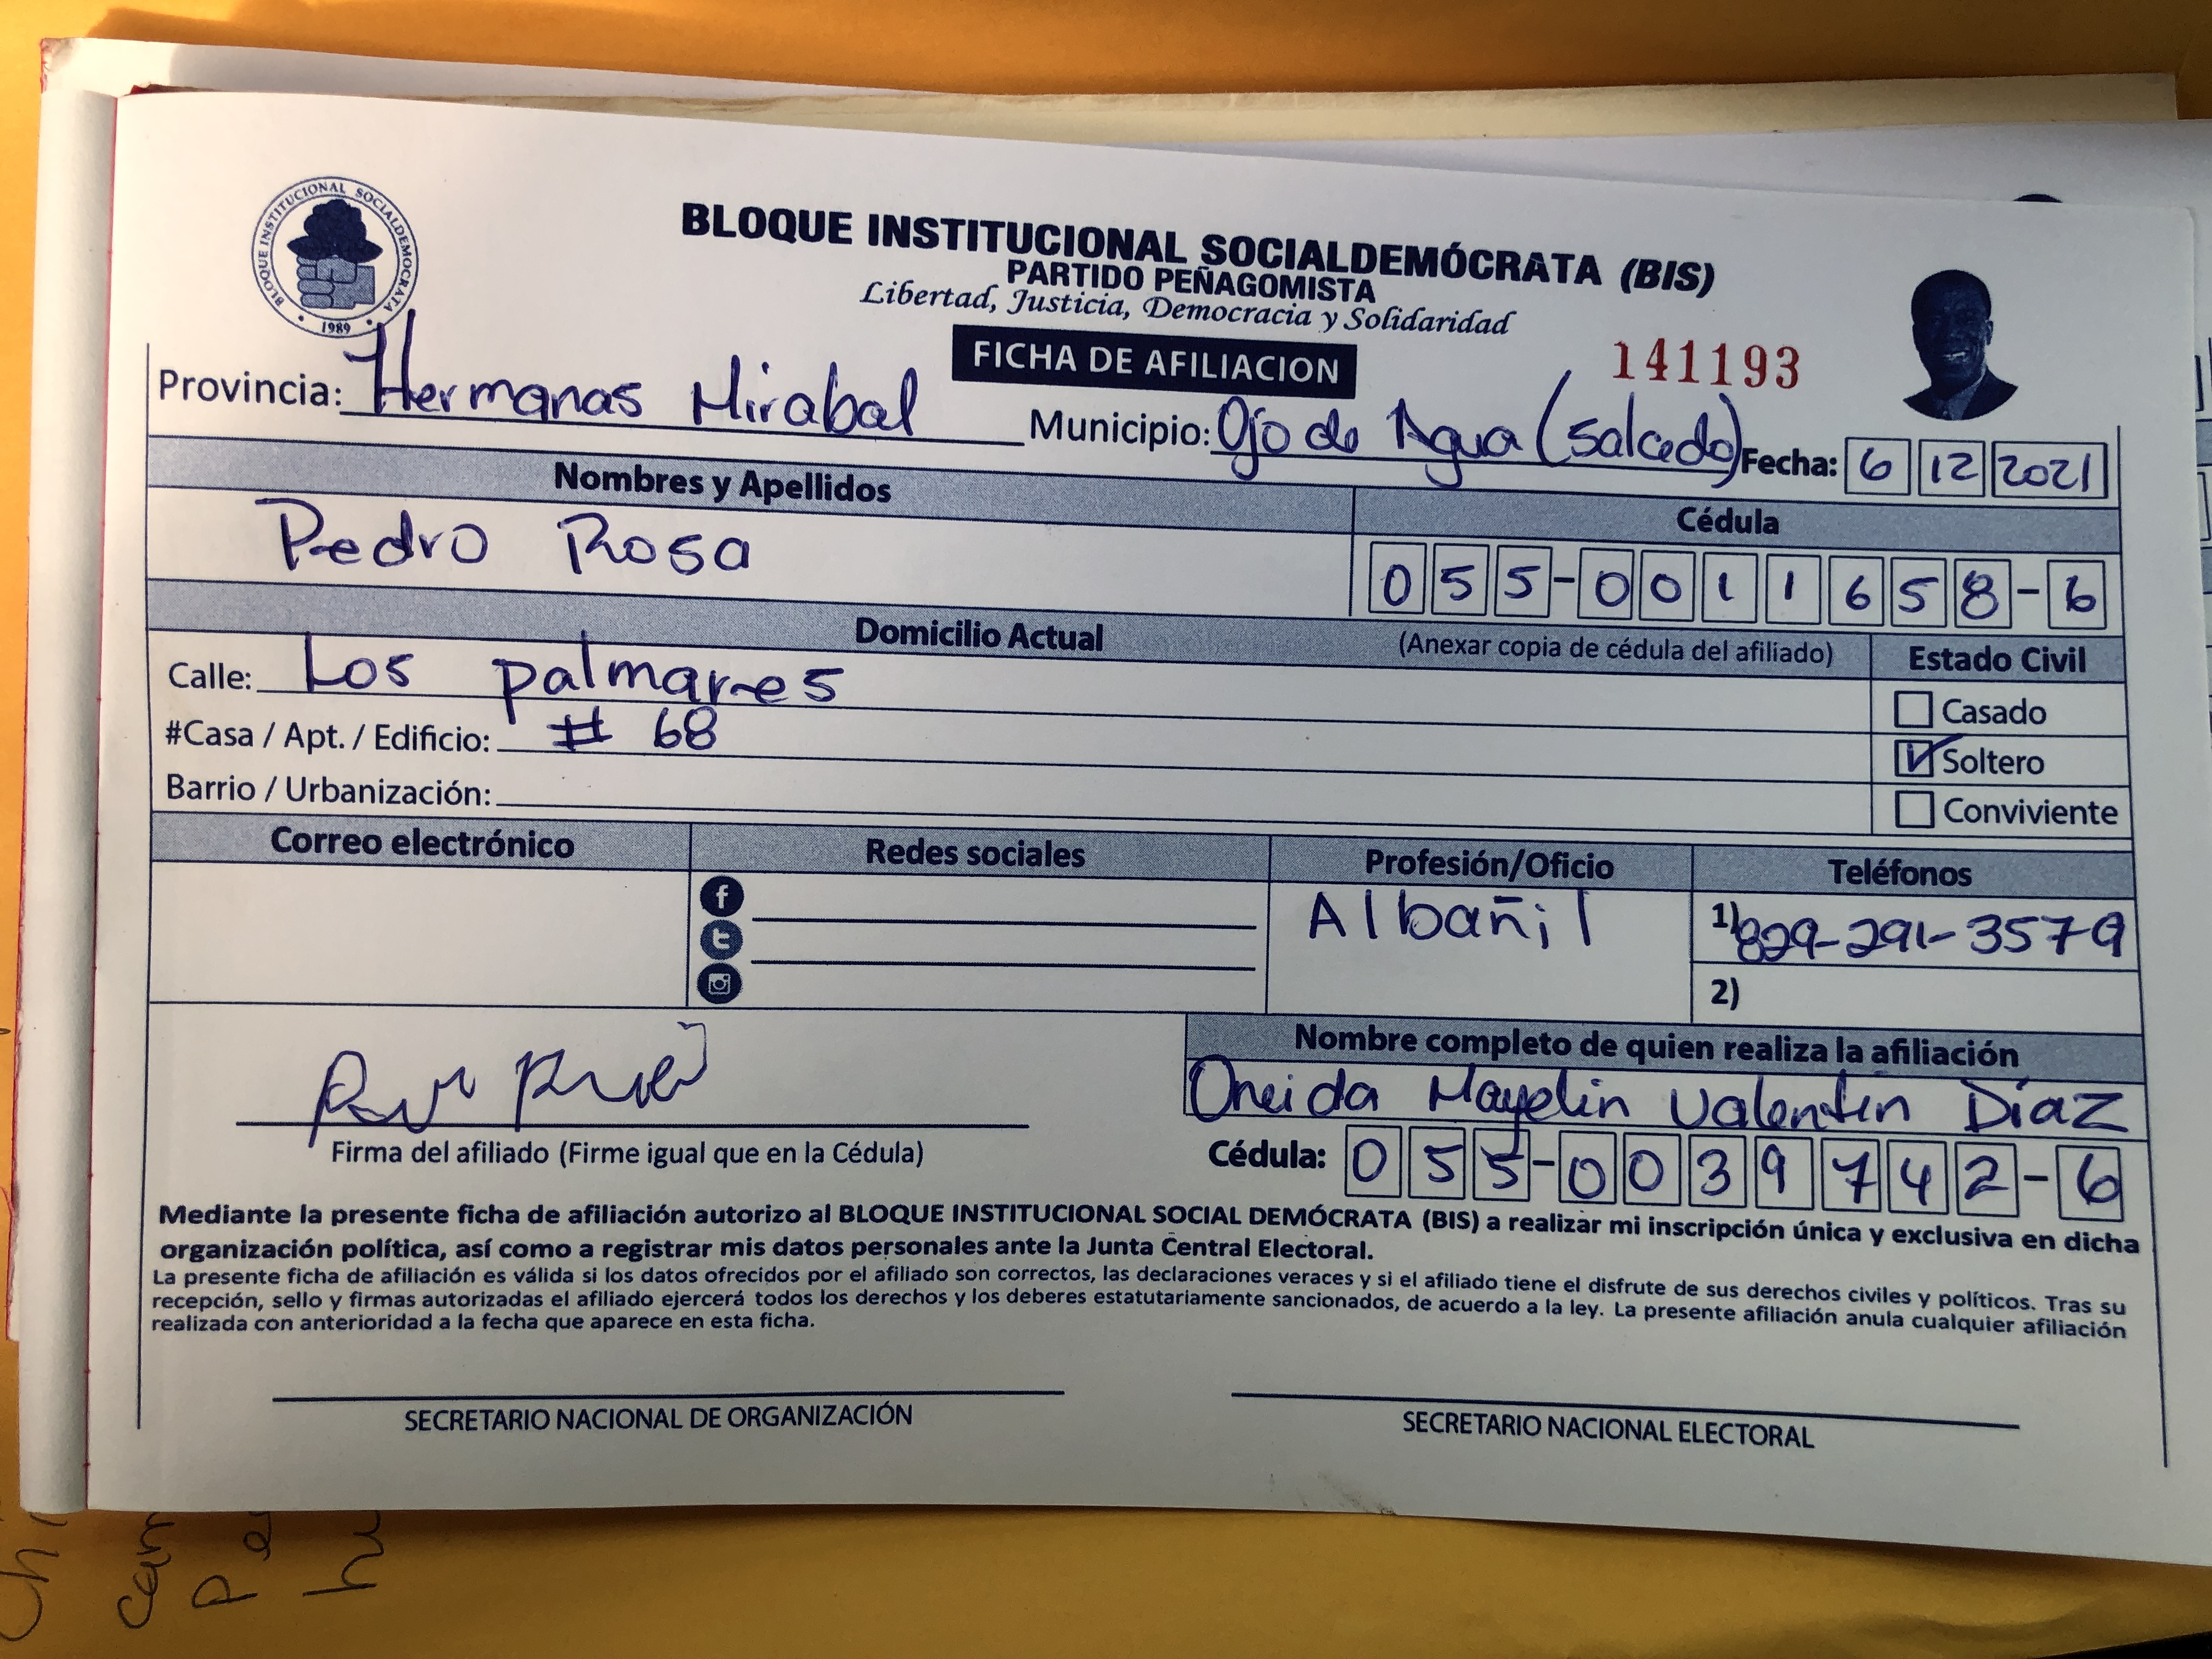 BLOQUE INSTITUCIONAL SOCIALDEMOCRATA
1989
BLOQUE INSTITUCIONAL SOCIALDEMÓCRATA (BIS)
PARTIDO PEÑAGOMISTA
Libertad, Justicia, Democracia y Solidaridad
FICHA DE AFILIACION
141193
Provincia: Hermanas Mirabal Municipio: Ojo de Agua (Salcedo) Fecha: 6 12 2021
Nombres y Apellidos
Cédula
Pedro Rosa
055-0011658-6
Domicilio Actual (Anexar copia de cédula del afiliado) Estado Civil
Calle: Los palmares
Casado
#Casa / Apt. / Edificio: # 68
Soltero
Barrio / Urbanización:
Conviviente
Correo electrónico Redes sociales Profesión/Oficio Teléfonos
Albañil
1) 829-291-3579
2)
Nombre completo de quien realiza la afiliación
Oneida Mayelin Valentin Díaz
Firma del afiliado (Firme igual que en la Cédula)
Cédula: 055-0039742-6
Mediante la presente ficha de afiliación autorizo al BLOQUE INSTITUCIONAL SOCIAL DEMÓCRATA (BIS) a realizar mi inscripción única y exclusiva en dicha
organización política, así como a registrar mis datos personales ante la Junta Central Electoral.
La presente ficha de afiliación es válida si los datos ofrecidos por el afiliado son correctos, las declaraciones veraces y si el afiliado tiene el disfrute de sus derechos civiles y políticos. Tras su
recepción, sello y firmas autorizadas el afiliado ejercerá todos los derechos y los deberes estatutariamente sancionados, de acuerdo a la ley. La presente afiliación anula cualquier afiliación
realizada con anterioridad a la fecha que aparece en esta ficha.
SECRETARIO NACIONAL DE ORGANIZACIÓN
SECRETARIO NACIONAL ELECTORAL